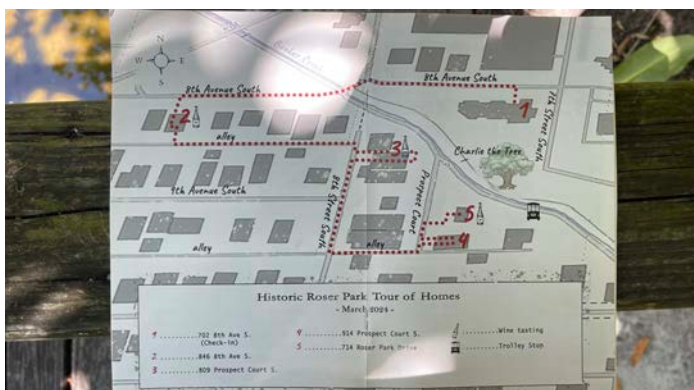 N
W E
S
8th Avenue South
8th Avenue South
1
2
alley
3
Charlie the Tree
7th Street South
9th Avenue South
8th Street South
Prospect Court
5
4
alley
Historic Roser Park Tour of Homes
- March 2024 -
1 ........702 8th Ave S.
(Check-in)
2 ........846 8th Ave S.
3 ........809 Prospect Court S.
4 ........914 Prospect Court S.
5 ........714 Roser Park Drive
........Wine tasting
........Trolley Stop